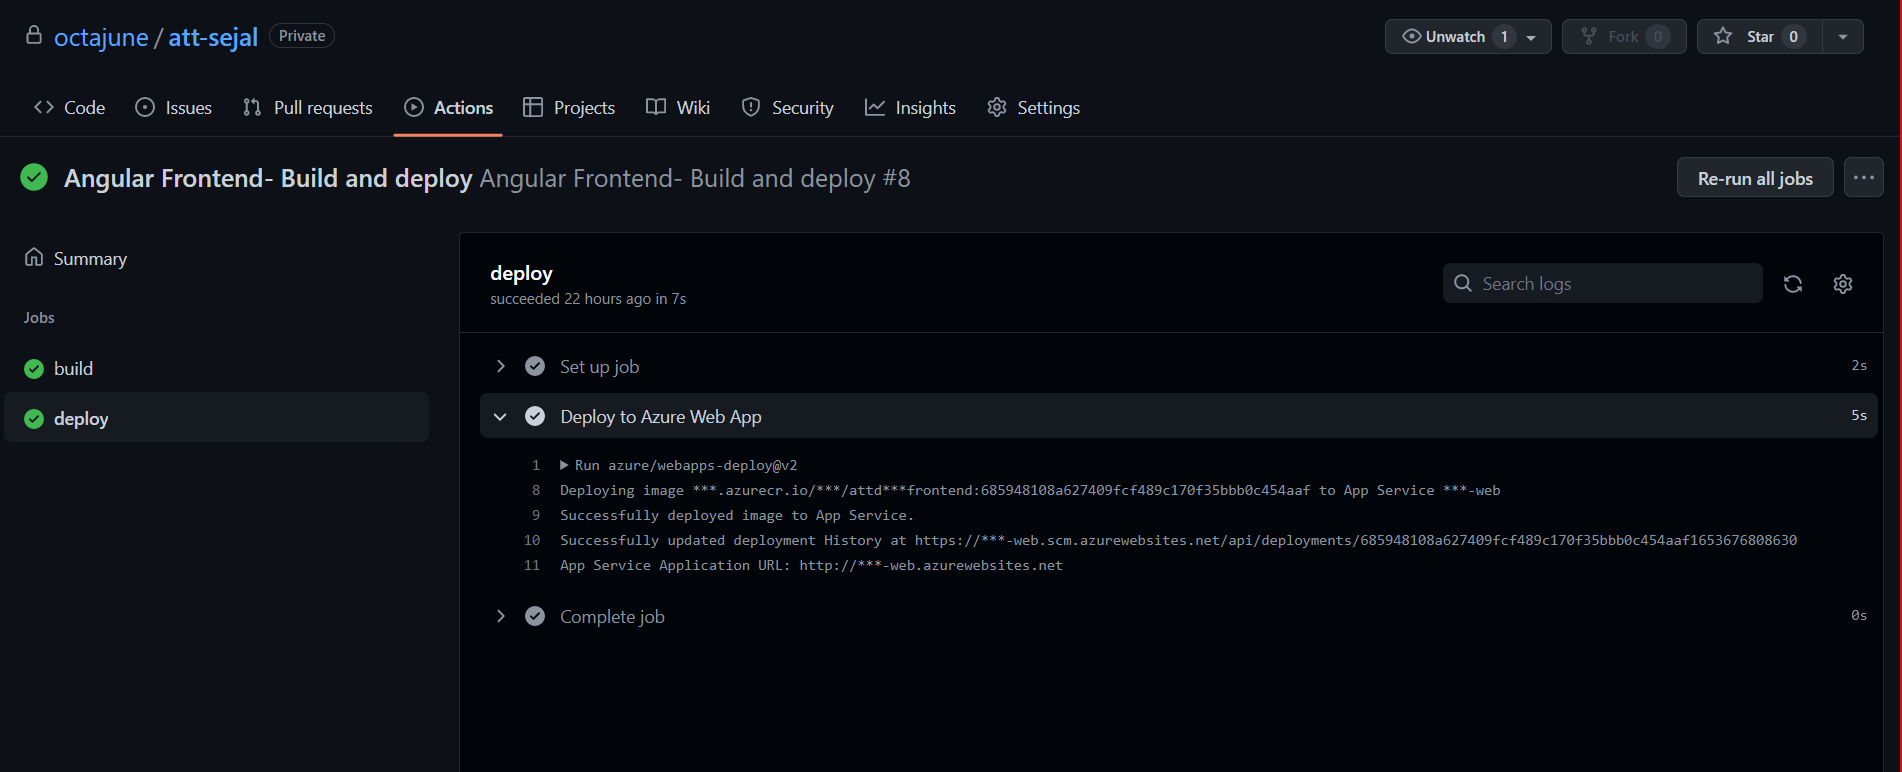 octajune / att-sejal Private
Unwatch 1 Fork 0 Star 0
Code Issues Pull requests Actions Projects Wiki Security Insights Settings
Angular Frontend- Build and deploy Angular Frontend- Build and deploy #8
Re-run all jobs ...
Summary
Jobs
build
deploy
deploy
succeeded 22 hours ago in 7s
Search logs
Set up job 2s
Deploy to Azure Web App 5s
1 Run azure/webapps-deploy@v2
8 Deploying image ***.azurecr.io/***/attd***frontend:685948108a627409fcf489c170f35bbb0c454aaf to App Service ***-web
9 Successfully deployed image to App Service.
10 Successfully updated deployment History at https://***-web.scm.azurewebsites.net/api/deployments/685948108a627409fcf489c170f35bbb0c454aaf1653676808630
11 App Service Application URL: http://***-web.azurewebsites.net
Complete job 0s